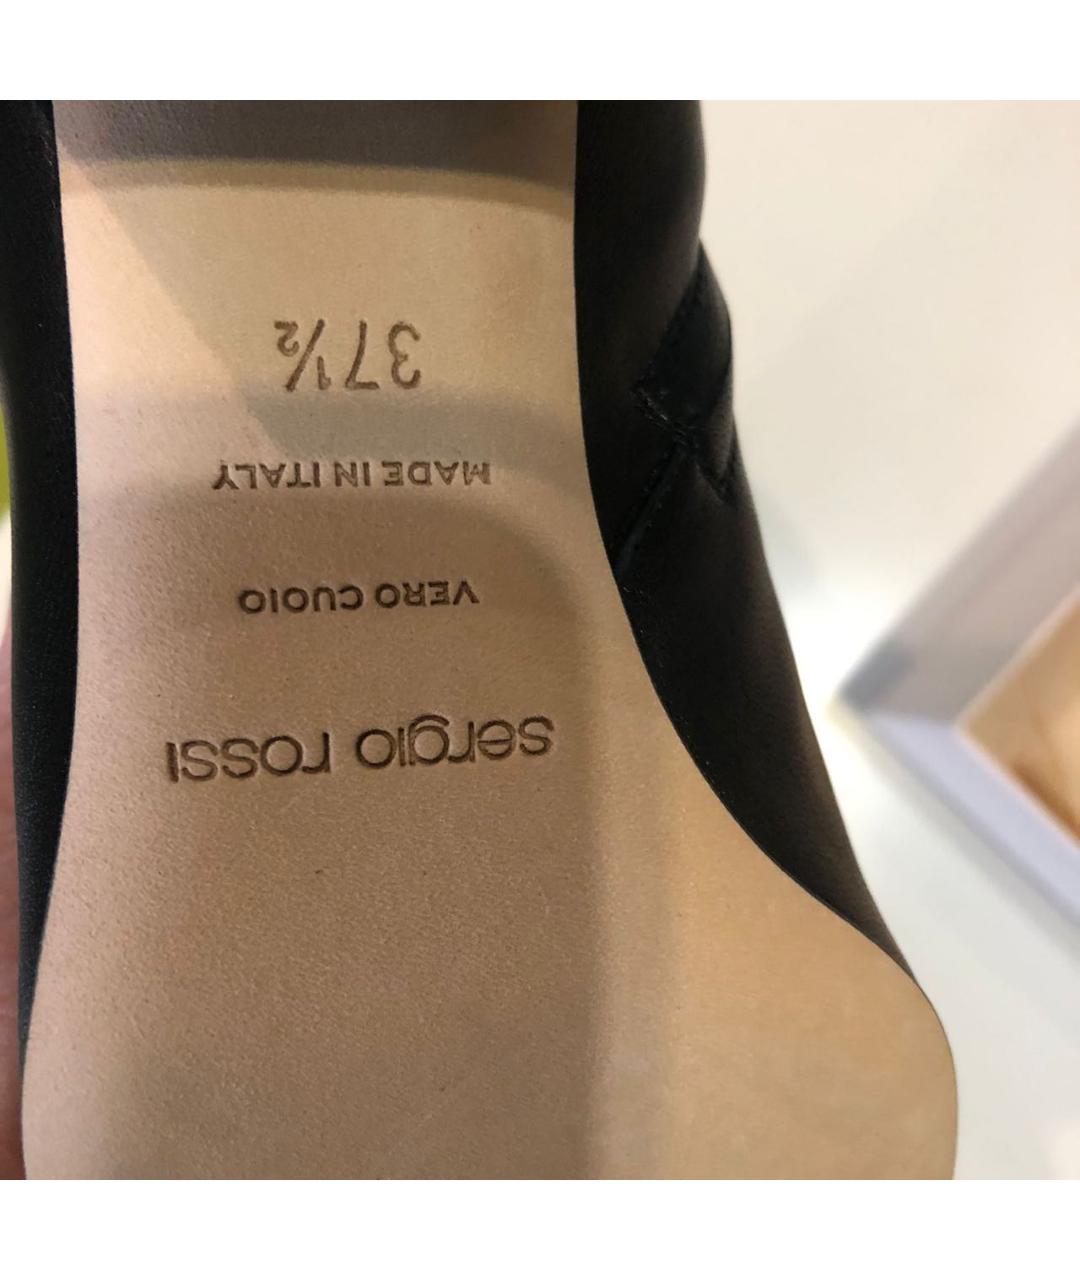 sergio rossi
VERO CUOIO
MADE IN ITALY
37½